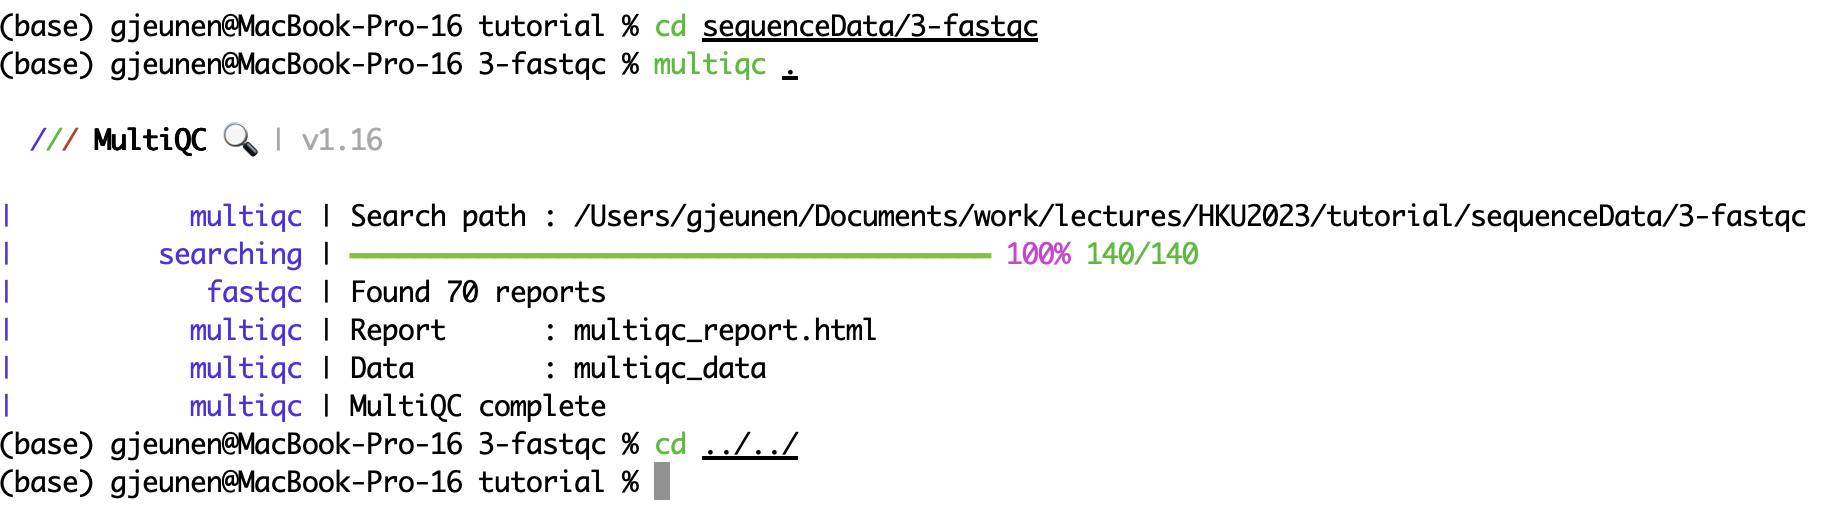 (base) gjeunen@MacBook-Pro-16 tutorial % cd sequenceData/3-fastqc
(base) gjeunen@MacBook-Pro-16 3-fastqc % multiqc .
/// MultiQC 🔍 | v1.16
| multiqc | Search path : /Users/gjeunen/Documents/work/lectures/HKU2023/tutorial/sequenceData/3-fastqc
| searching | ━━━━━━━━━━━━━━━━━━━━━━━━━━━━━━━━━━━━━━━━ 100% 140/140
| fastqc | Found 70 reports
| multiqc | Report : multiqc_report.html
| multiqc | Data : multiqc_data
| multiqc | MultiQC complete
(base) gjeunen@MacBook-Pro-16 3-fastqc % cd ../../
(base) gjeunen@MacBook-Pro-16 tutorial %